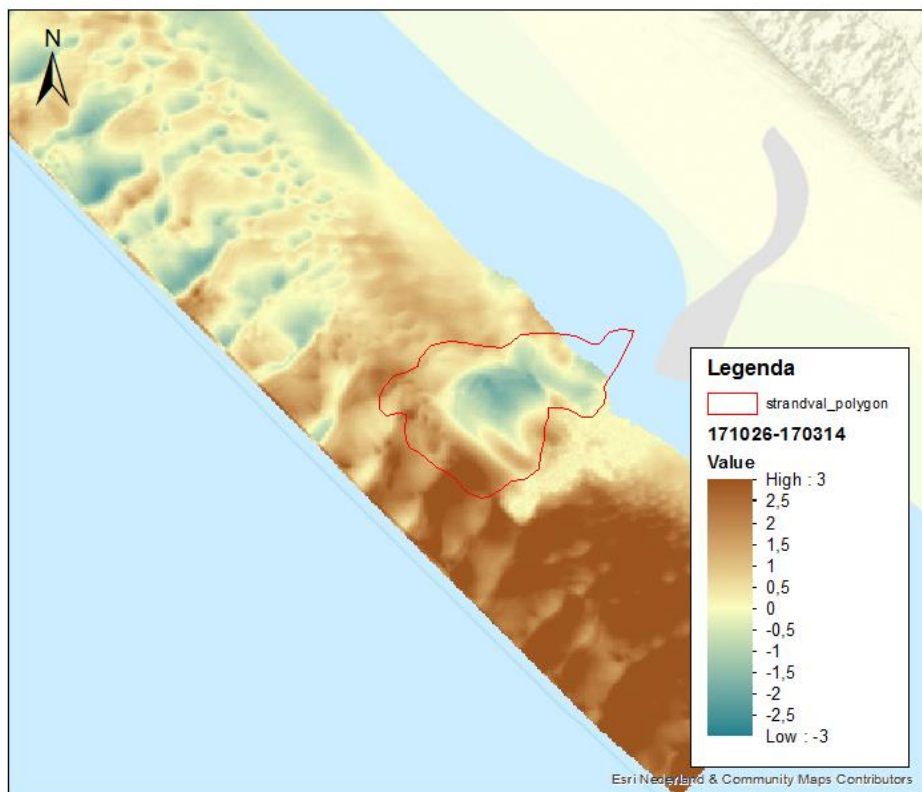 N
Legenda
strandval_polygon
171026-170314
Value
High : 3
2,5
2
1,5
1
0,5
0
-0,5
-1
-1,5
-2
-2,5
Low : -3
Esri Nederland & Community Maps Contributors